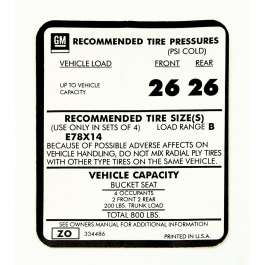 GM RECOMMENDED TIRE PRESSURES
(PSI COLD)
VEHICLE LOAD FRONT REAR
UP TO VEHICLE CAPACITY. 26 26
RECOMMENDED TIRE SIZE(S)
(USE ONLY IN SETS OF 4) LOAD RANGE B
E78X14
BECAUSE OF POSSIBLE ADVERSE AFFECTS ON
VEHICLE HANDLING, DO NOT MIX RADIAL PLY TIRES
WITH OTHER TYPE TIRES ON THE SAME VEHICLE.
VEHICLE CAPACITY
BUCKET SEAT
4 OCCUPANTS
2 FRONT 2 REAR
200 LBS. TRUNK LOAD
TOTAL 800 LBS.
SEE OWNERS MANUAL FOR ADDITIONAL INFORMATION
ZO 334486 PRINTED IN U.S.A.